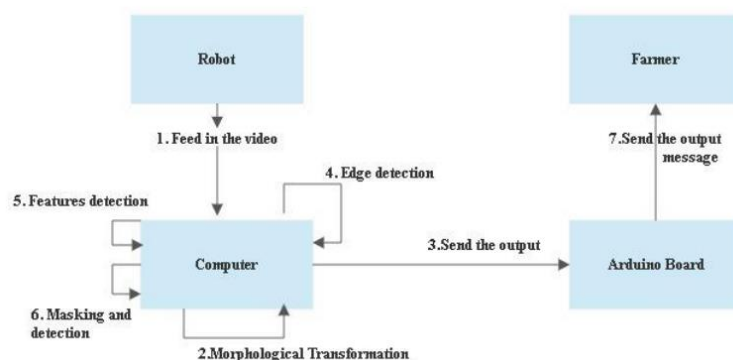 Robot
Farmer
1. Feed in the video
7.Send the output
message
4. Edge detection
5. Features detection
3.Send the output
Computer
Arduino Board
6. Masking and
detection
2.Morphological Transformation